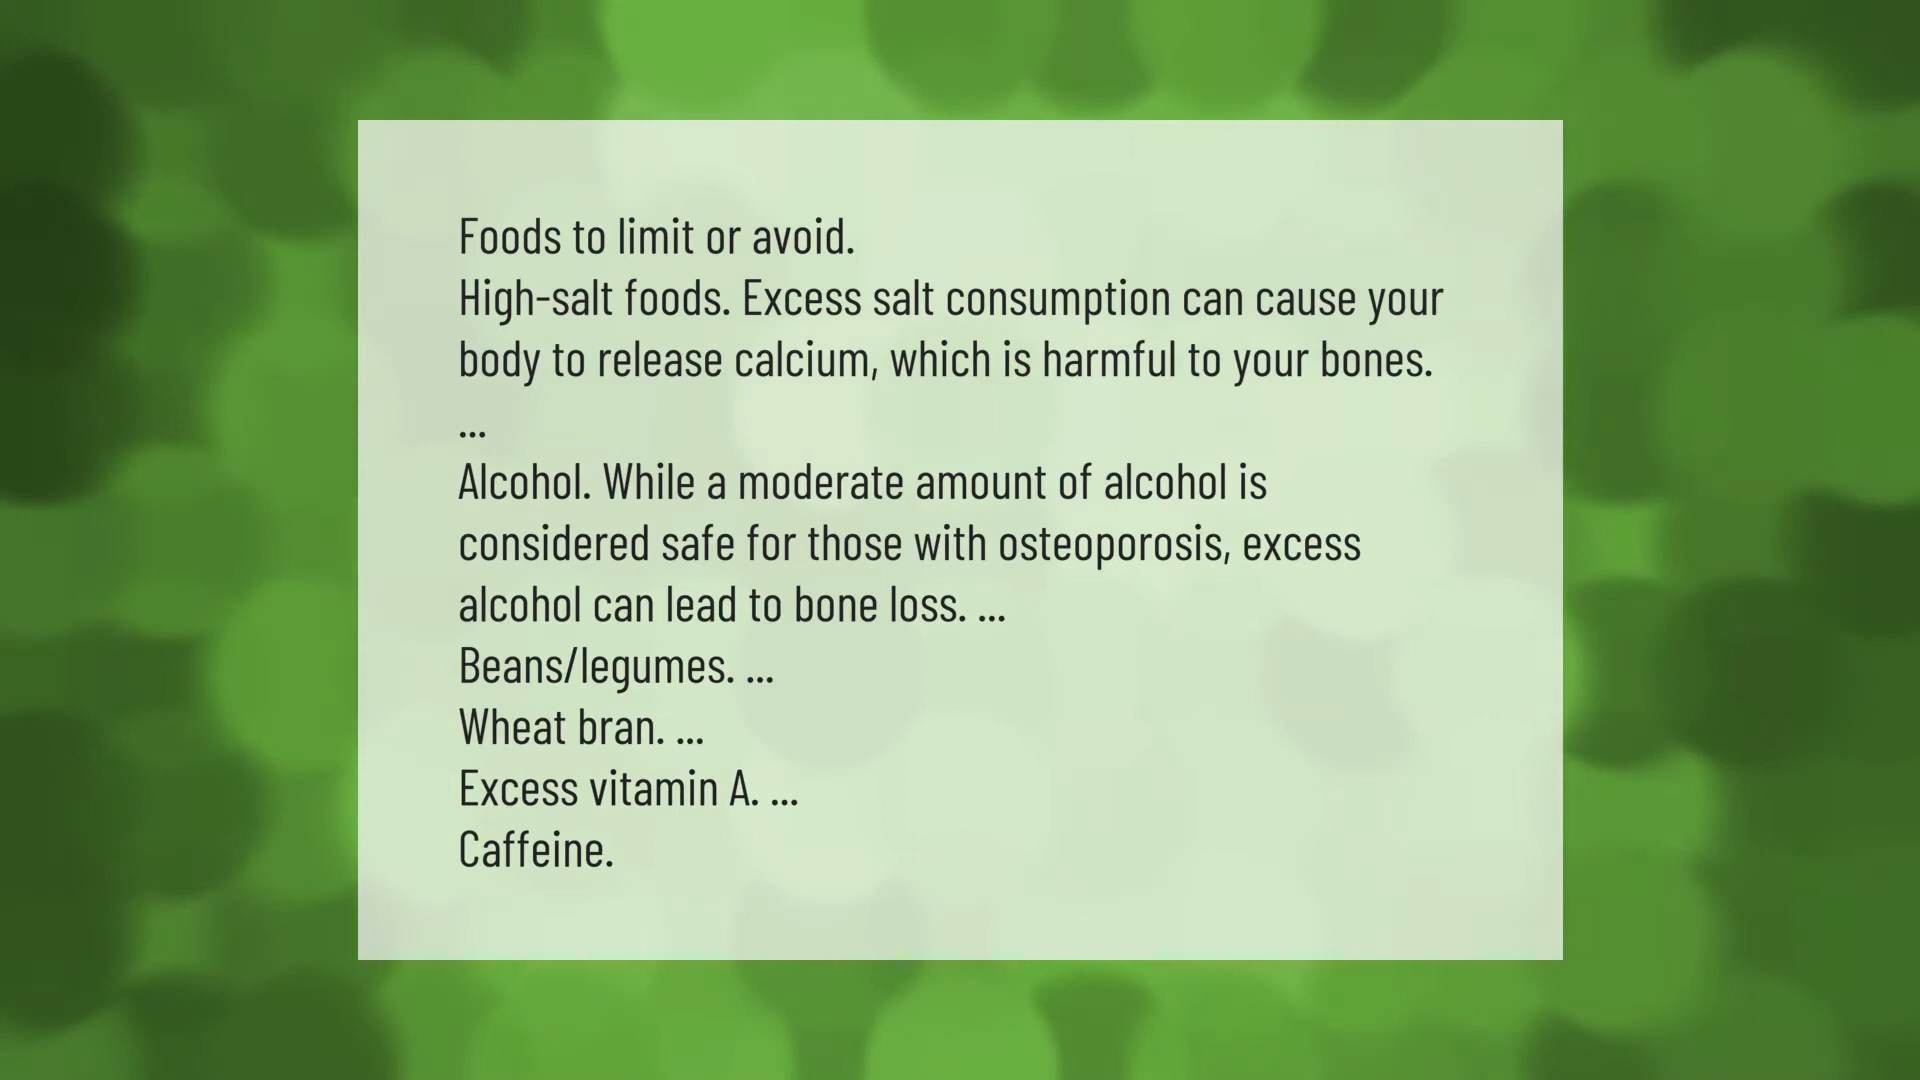 Foods to limit or avoid.
High-salt foods. Excess salt consumption can cause your
body to release calcium, which is harmful to your bones.
...
Alcohol. While a moderate amount of alcohol is
considered safe for those with osteoporosis, excess
alcohol can lead to bone loss. ...
Beans/legumes. ...
Wheat bran. ...
Excess vitamin A. ...
Caffeine.